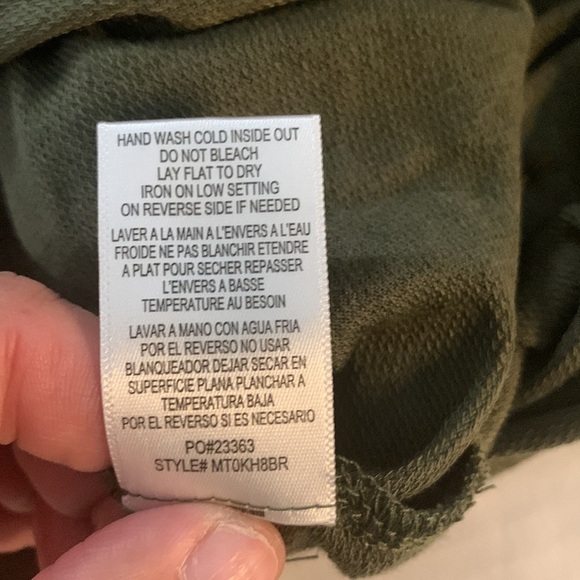 HAND WASH COLD INSIDE OUT
DO NOT BLEACH
LAY FLAT TO DRY
IRON ON LOW SETTING
ON REVERSE SIDE IF NEEDED
LAVER A LA MAIN A L'ENVERS A L'EAU
FROIDE NE PAS BLANCHIR ETENDRE
A PLAT POUR SECHER REPASSER
L'ENVERS A BASSE
TEMPERATURE AU BESOIN
LAVAR A MANO CON AGUA FRIA
POR EL REVERSO NO USAR
BLANQUEADOR DEJAR SECAR EN
SUPERFICIE PLANA PLANCHAR A
TEMPERATURA BAJA
POR EL REVERSO SI ES NECESARIO
PO#23363
STYLE# MT0KH8BR